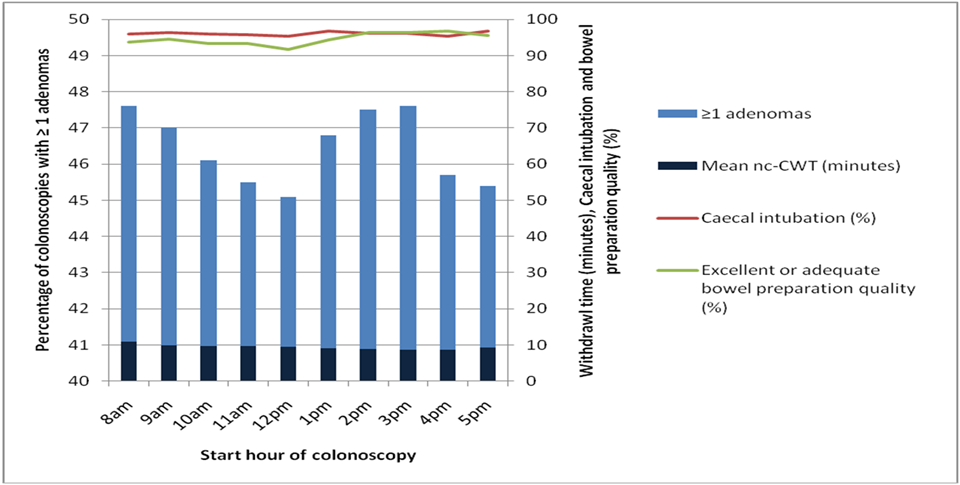 Percentage of colonoscopies with ≥ 1 adenomas
50
49
48
47
46
45
44
43
42
41
40
100
90
80
70
60
50
40
30
20
10
0
Withdrawl time (minutes), Caecal intubation and bowel
preparation quality (%)
8am
9am
10am
11am
12pm
1pm
2pm
3pm
4pm
5pm
Start hour of colonoscopy
≥1 adenomas
Mean nc-CWT (minutes)
Caecal intubation (%)
Excellent or adequate
bowel preparation quality
(%)